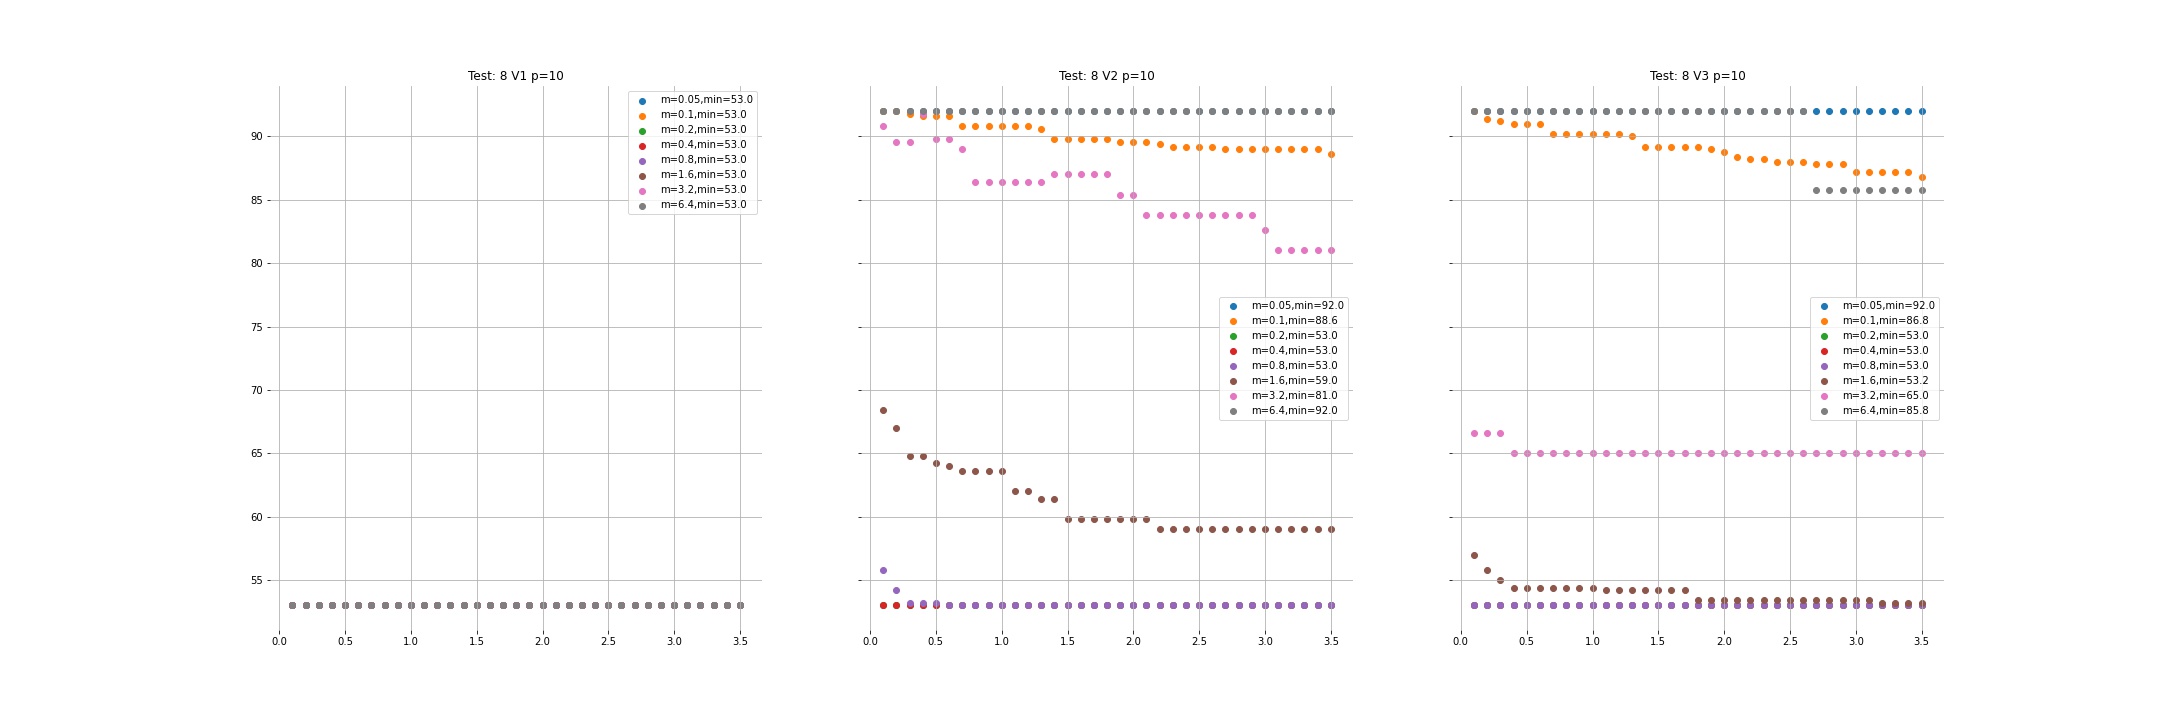 Test: 8 V1 p=10
m=0.05,min=53.0
m=0.1,min=53.0
m=0.2,min=53.0
m=0.4,min=53.0
m=0.8,min=53.0
m=1.6,min=53.0
m=3.2,min=53.0
m=6.4,min=53.0
90
85
80
75
70
65
60
55
0.0 0.5 1.0 1.5 2.0 2.5 3.0 3.5
Test: 8 V2 p=10
m=0.05,min=92.0
m=0.1,min=88.6
m=0.2,min=53.0
m=0.4,min=53.0
m=0.8,min=53.0
m=1.6,min=59.0
m=3.2,min=81.0
m=6.4,min=92.0
0.0 0.5 1.0 1.5 2.0 2.5 3.0 3.5
Test: 8 V3 p=10
m=0.05,min=92.0
m=0.1,min=86.8
m=0.2,min=53.0
m=0.4,min=53.0
m=0.8,min=53.0
m=1.6,min=53.2
m=3.2,min=65.0
m=6.4,min=85.8
0.0 0.5 1.0 1.5 2.0 2.5 3.0 3.5